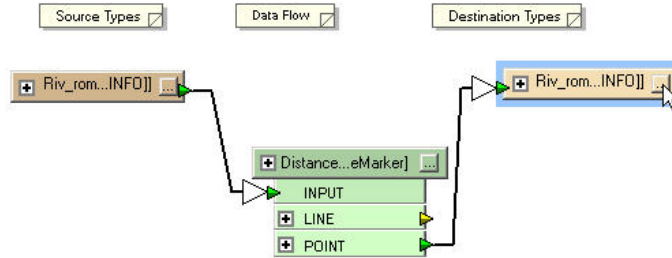 Source Types
Data Flow
Destination Types
Riv_rom...INFO]] ...
Riv_rom...INFO]] ...
Distance...eMarker] ...
INPUT
LINE
POINT